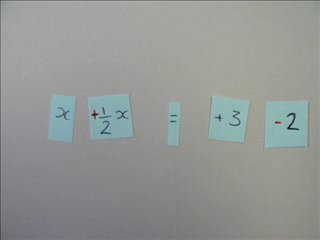 x +1/2 x = +3 -2